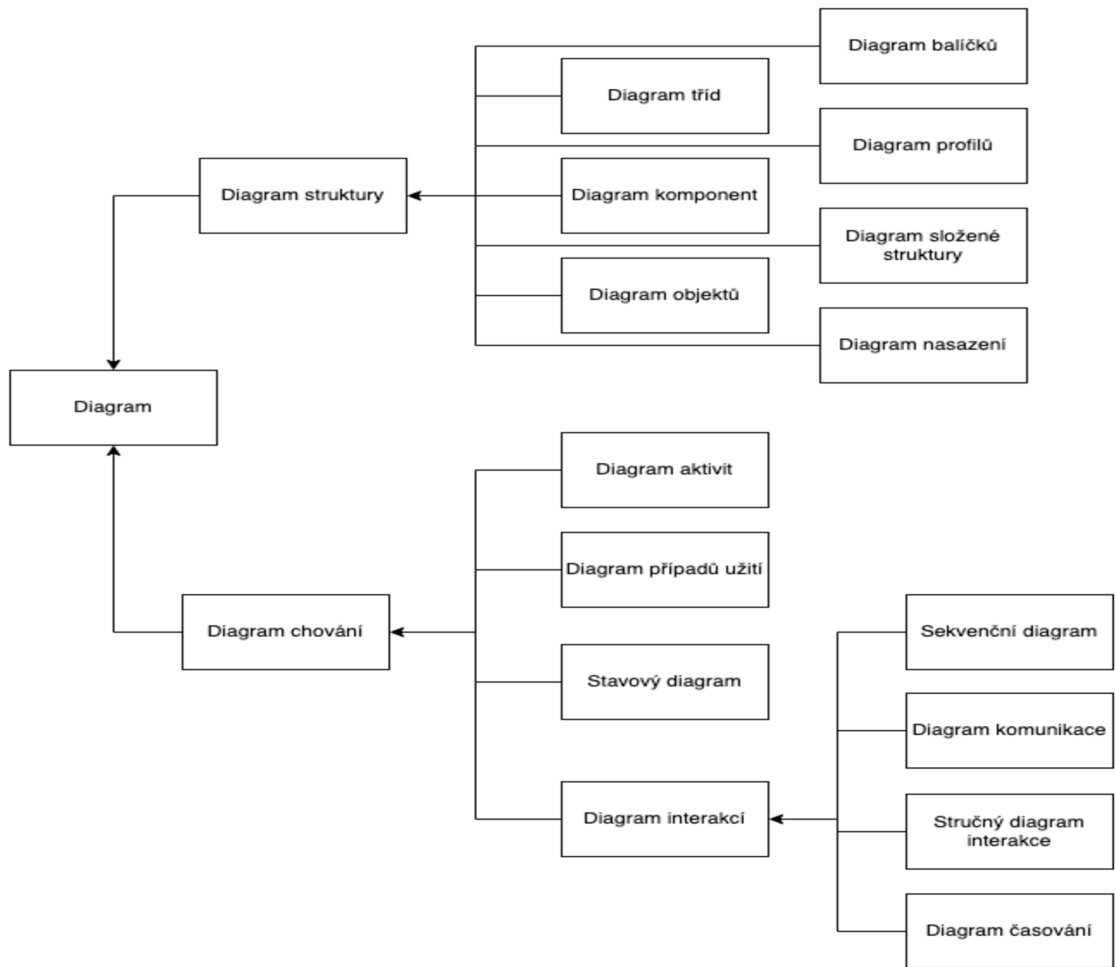 Diagram balíčků
Diagram tříd
Diagram profilů
Diagram struktury
Diagram komponent
Diagram složené
struktury
Diagram objektů
Diagram nasazení
Diagram
Diagram aktivit
Diagram případů užití
Diagram chování
Sekvenční diagram
Stavový diagram
Diagram komunikace
Diagram interakcí
Stručný diagram
interakce
Diagram časování